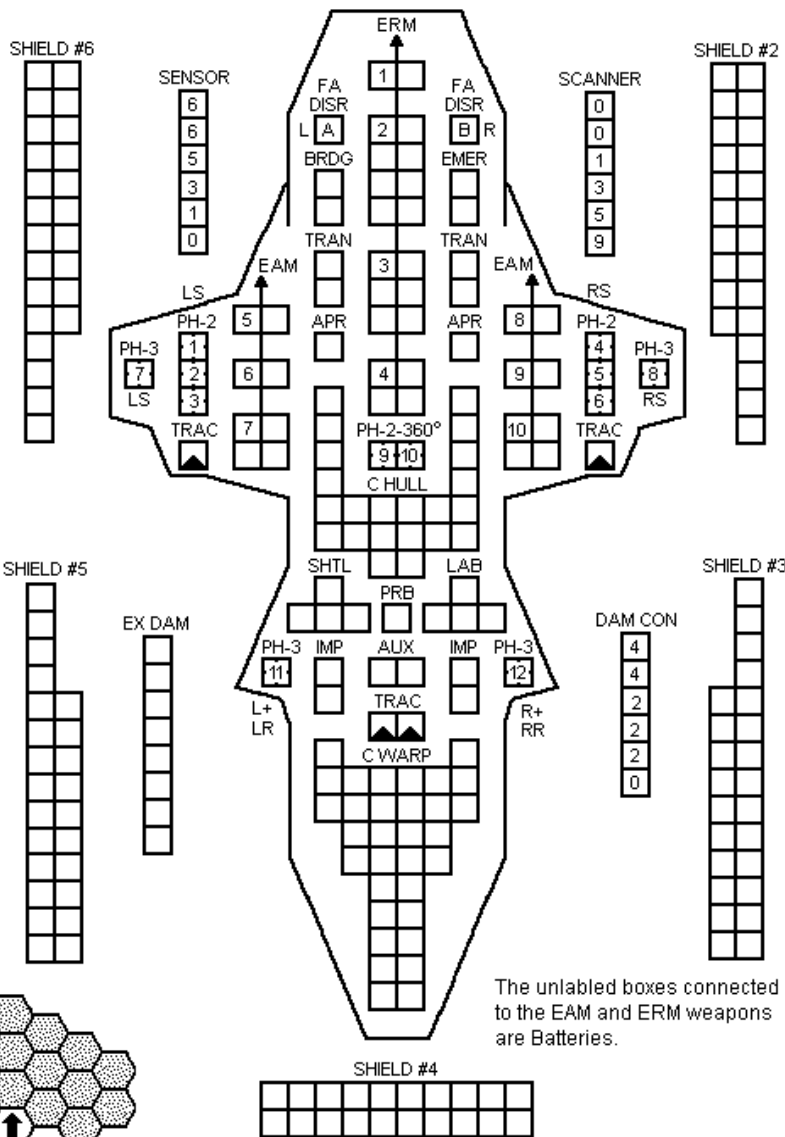 ERM
SHIELD #6
SHIELD #2
SENSOR
SCANNER
1
FA
DISR
FA
DISR
6
6
5
3
1
0
0
0
1
3
5
9
L A
2
B R
BRDG
EMER
TRAN
TRAN
EAM
3
EAM
LS
RS
5
8
PH-2
APR
APR
PH-2
1
2
3
4
5
6
PH-3
7
LS
PH-3
8
RS
6
4
9
TRAC
7
PH-2-360°
10
TRAC
9 10
C HULL
SHIELD #5
SHTL
LAB
SHIELD #3
PRB
EX DAM
DAM CON
4
4
2
2
2
0
PH-3
IMP
AUX
IMP
PH-3
11
12
L+
LR
TRAC
R+
RR
C WARP
The unlabled boxes connected
to the EAM and ERM weapons
are Batteries.
SHIELD #4